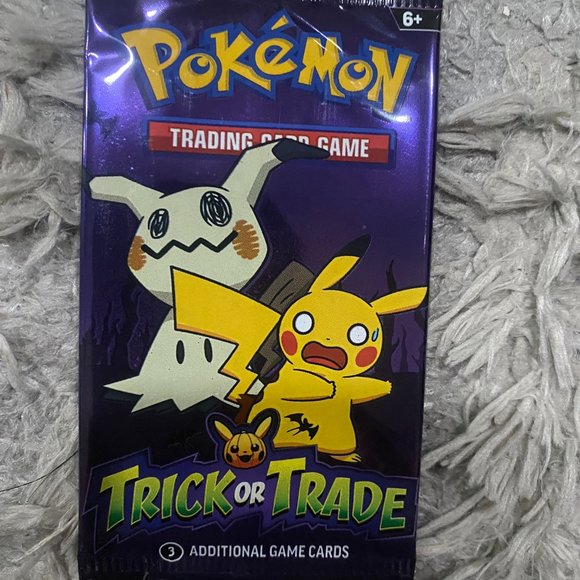 6+
POKéMON
TRADING CARD GAME
TRICK OR TRADE
3 ADDITIONAL GAME CARDS